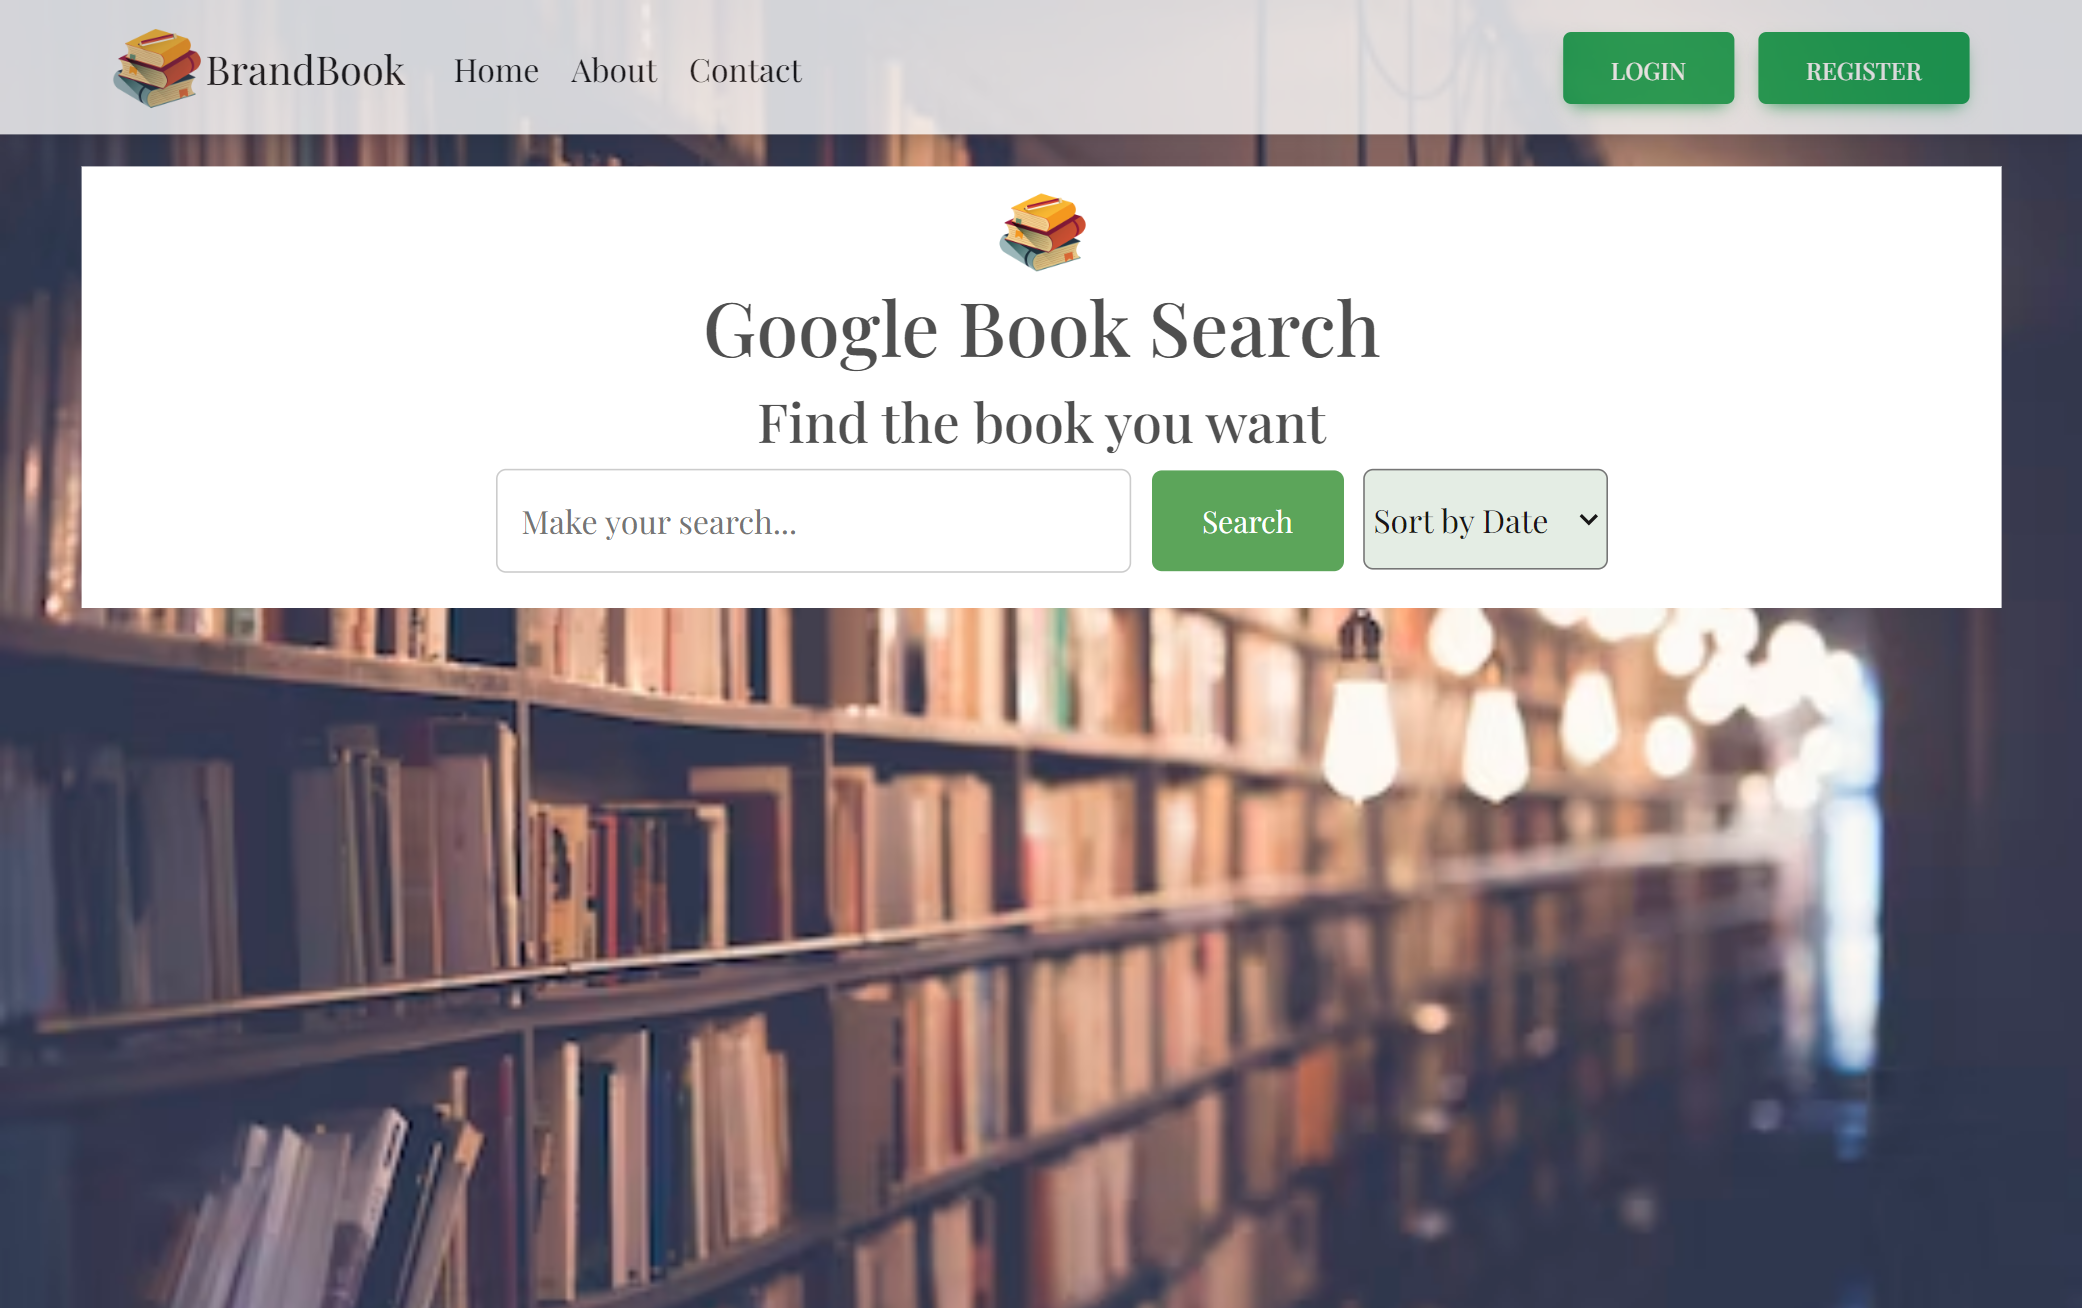 BrandBook Home About Contact LOGIN REGISTER
Google Book Search
Find the book you want
Make your search... Search Sort by Date